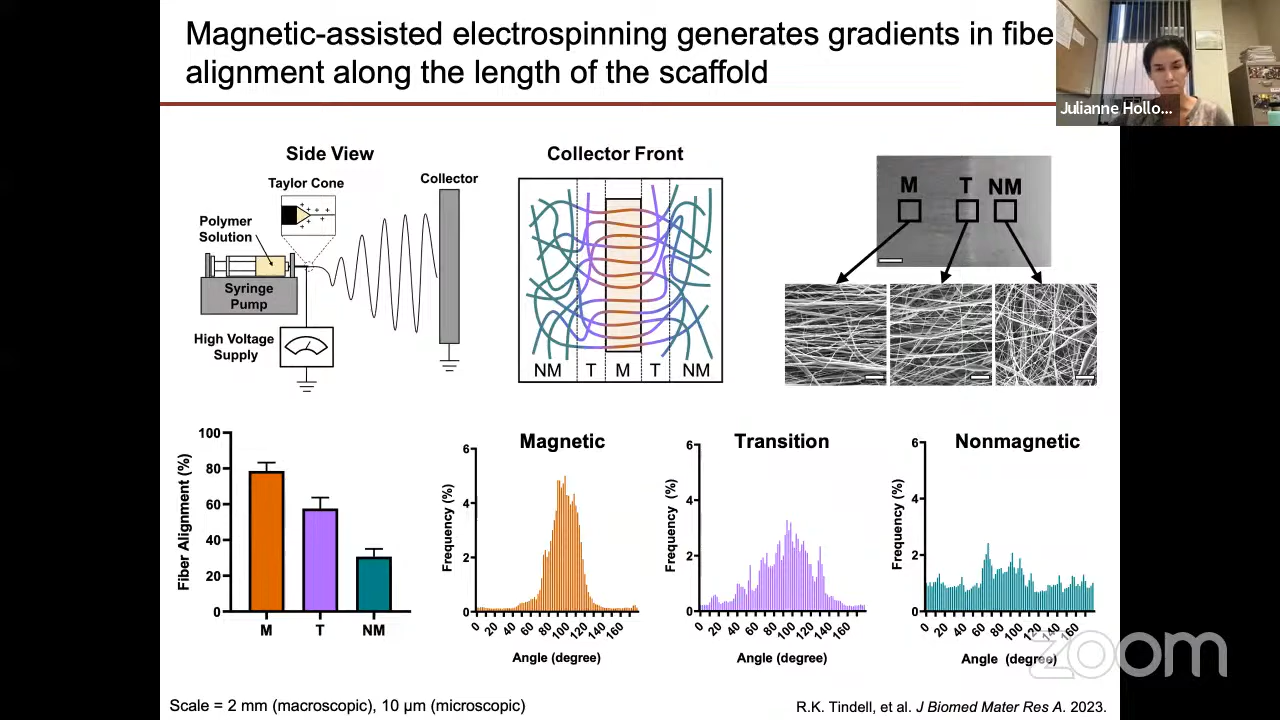 Magnetic-assisted electrospinning generates gradients in fibe
alignment along the length of the scaffold
Julianne Hollo...
Side View
Taylor Cone
Collector
Polymer
Solution
Syringe
Pump
High Voltage
Supply
Collector Front
NM T M T NM
M T NM
Fiber Alignment (%)
100
80
60
40
20
0
M T NM
Magnetic
Frequency (%)
6
4
2
0
0 20 40 60 80 100 120 140 160
Angle (degree)
Transition
Frequency (%)
6
4
2
0
0 20 40 60 80 100 120 140 160
Angle (degree)
Nonmagnetic
Frequency (%)
6
4
2
0
0 20 40 60 80 100 120 140 160
Angle (degree)
zoom
Scale = 2 mm (macroscopic), 10 μm (microscopic)
R.K. Tindell, et al. J Biomed Mater Res A. 2023.